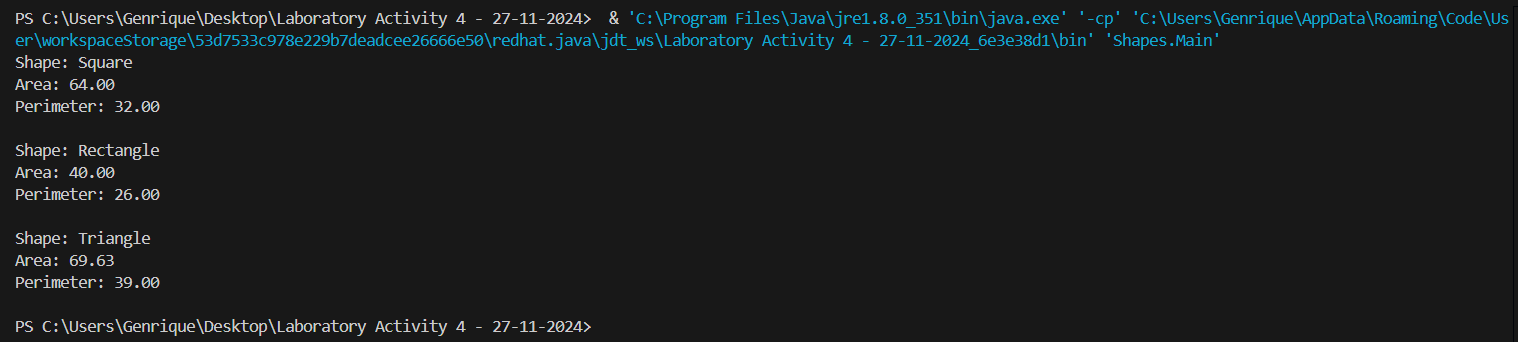 PS C:\Users\Genrique\Desktop\Laboratory Activity 4 - 27-11-2024>  & 'C:\Program Files\Java\jre1.8.0_351\bin\java.exe' '-cp' 'C:\Users\Genrique\AppData\Roaming\Code\Us
er\workspaceStorage\53d7533c978e229b7deadcee26666e50\redhat.java\jdt_ws\Laboratory Activity 4 - 27-11-2024_6e3e38d1\bin' 'Shapes.Main'
Shape: Square
Area: 64.00
Perimeter: 32.00

Shape: Rectangle
Area: 40.00
Perimeter: 26.00

Shape: Triangle
Area: 69.63
Perimeter: 39.00

PS C:\Users\Genrique\Desktop\Laboratory Activity 4 - 27-11-2024>